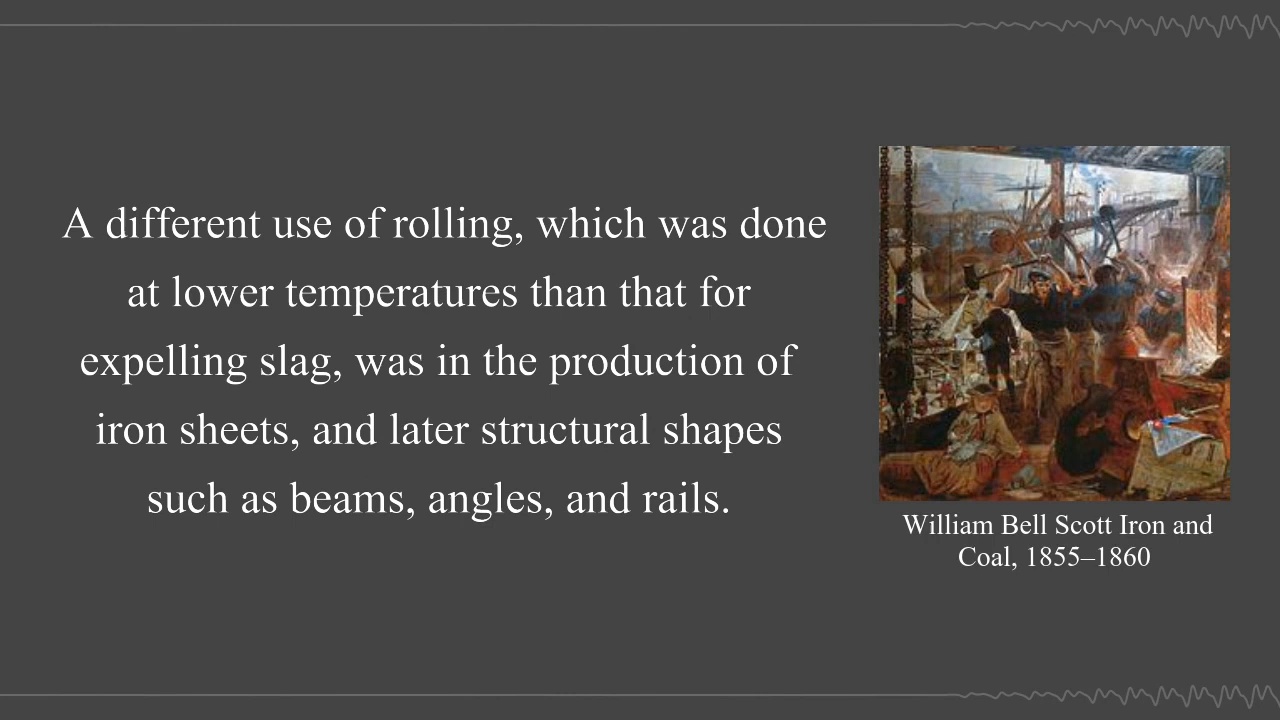 A different use of rolling, which was done
at lower temperatures than that for
expelling slag, was in the production of
iron sheets, and later structural shapes
such as beams, angles, and rails.
William Bell Scott Iron and
Coal, 1855–1860